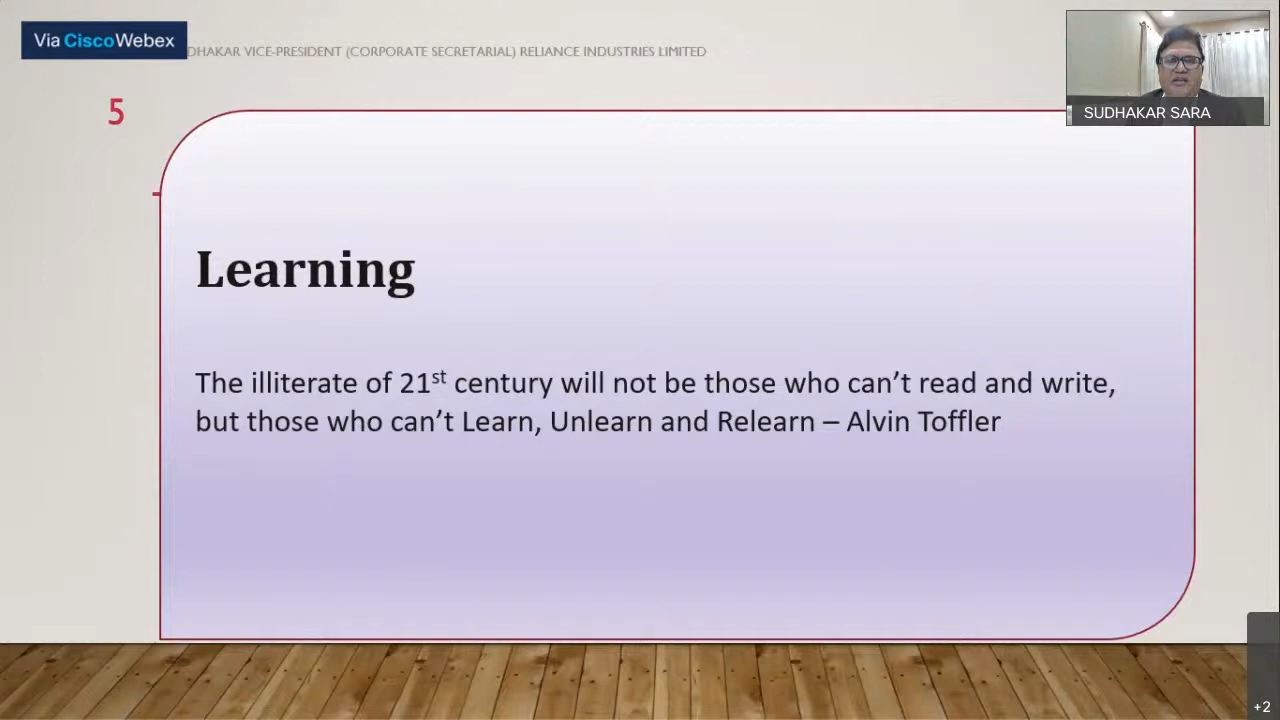 Via Cisco Webex
DHAKAR VICE-PRESIDENT (CORPORATE SECRETARIAL) RELIANCE INDUSTRIES LIMITED
SUDHAKAR SARA
5
Learning
The illiterate of 21st century will not be those who can’t read and write,
but those who can’t Learn, Unlearn and Relearn – Alvin Toffler
+2